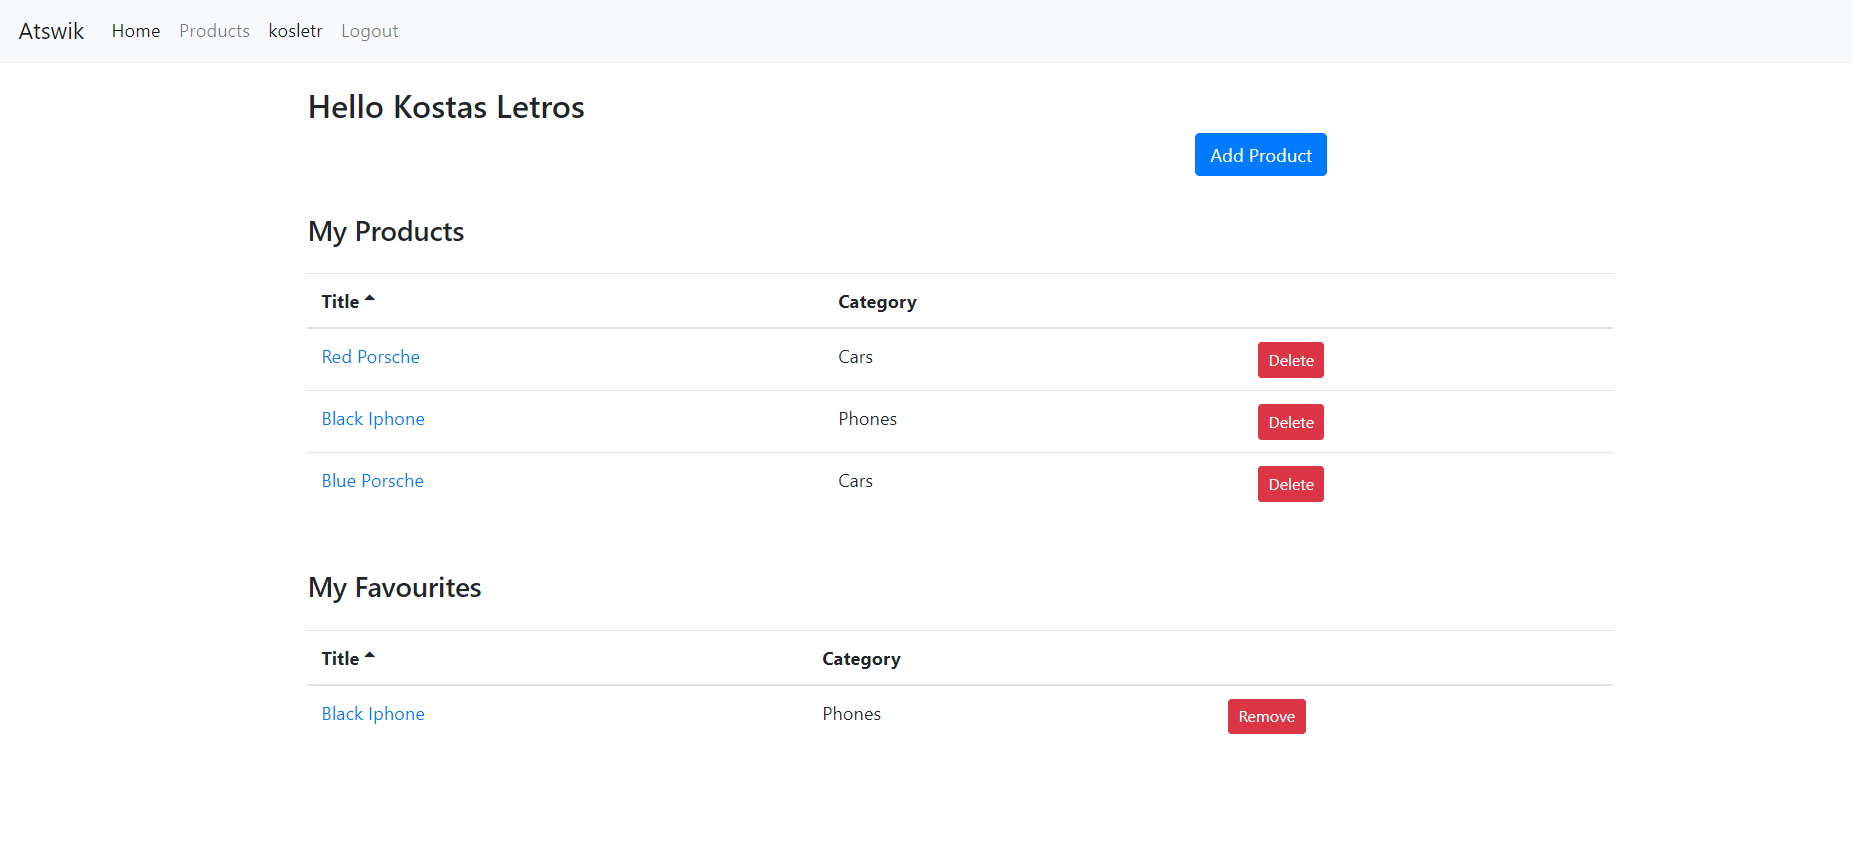 Atswik Home Products kosletr Logout
Hello Kostas Letros
Add Product
My Products
Title Category
Red Porsche Cars Delete
Black Iphone Phones Delete
Blue Porsche Cars Delete
My Favourites
Title Category
Black Iphone Phones Remove